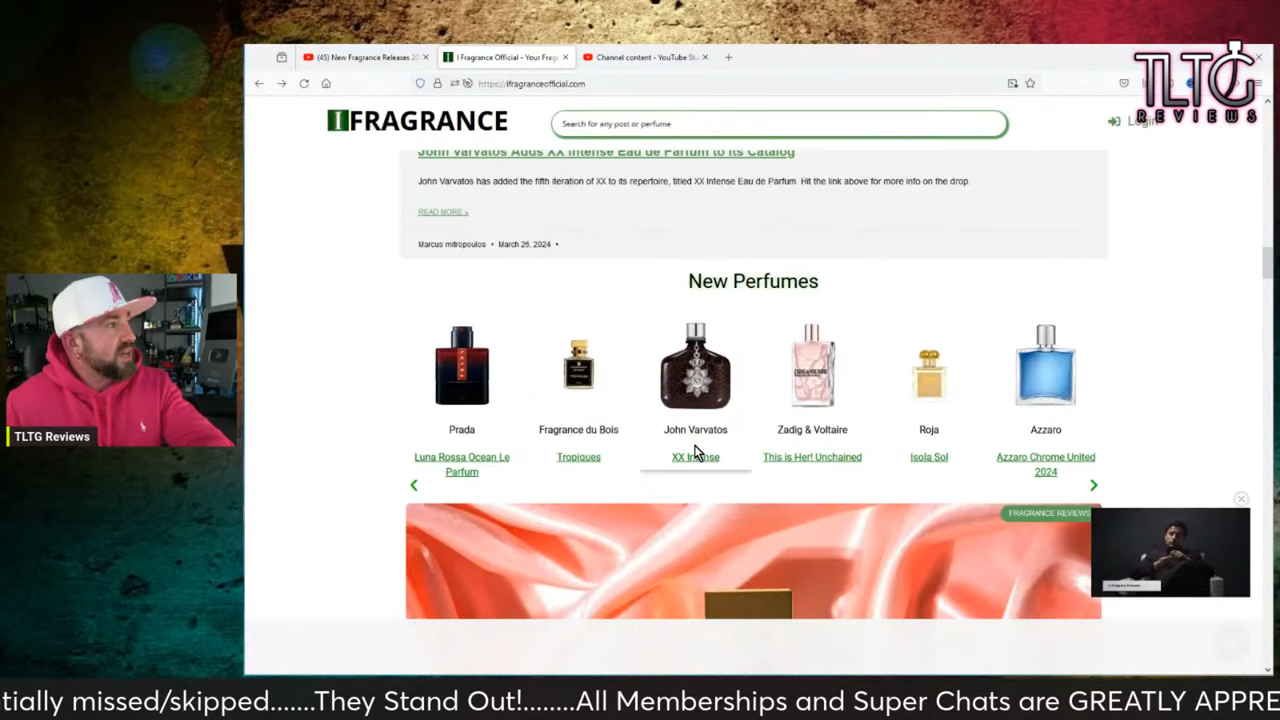 (45) New Fragrance Releases 20
I Fragrance Official - Your Frag
Channel content - YouTube Stu
https://ifragranceofficial.com
TLTG
REVIEWS
IFRAGRANCE
Search for any post or perfume
Login
John Varvatos Adds XX Intense Eau de Parfum to Its Catalog
John Varvatos has added the fifth iteration of XX to its repertoire, titled XX Intense Eau de Parfum. Hit the link above for more info on the drop.
READ MORE »
Marcus mitropoulos • March 26, 2024 •
New Perfumes
Prada
Fragrance du Bois
John Varvatos
Zadig & Voltaire
Roja
Azzaro
Luna Rossa Ocean Le Parfum
Tropiques
XX Intense
This is Her! Unchained
Isola Sol
Azzaro Chrome United 2024
FRAGRANCE REVIEWS
TLTG Reviews
ntially missed/skipped.......They Stand Out!........All Memberships and Super Chats are GREATLY APPRE